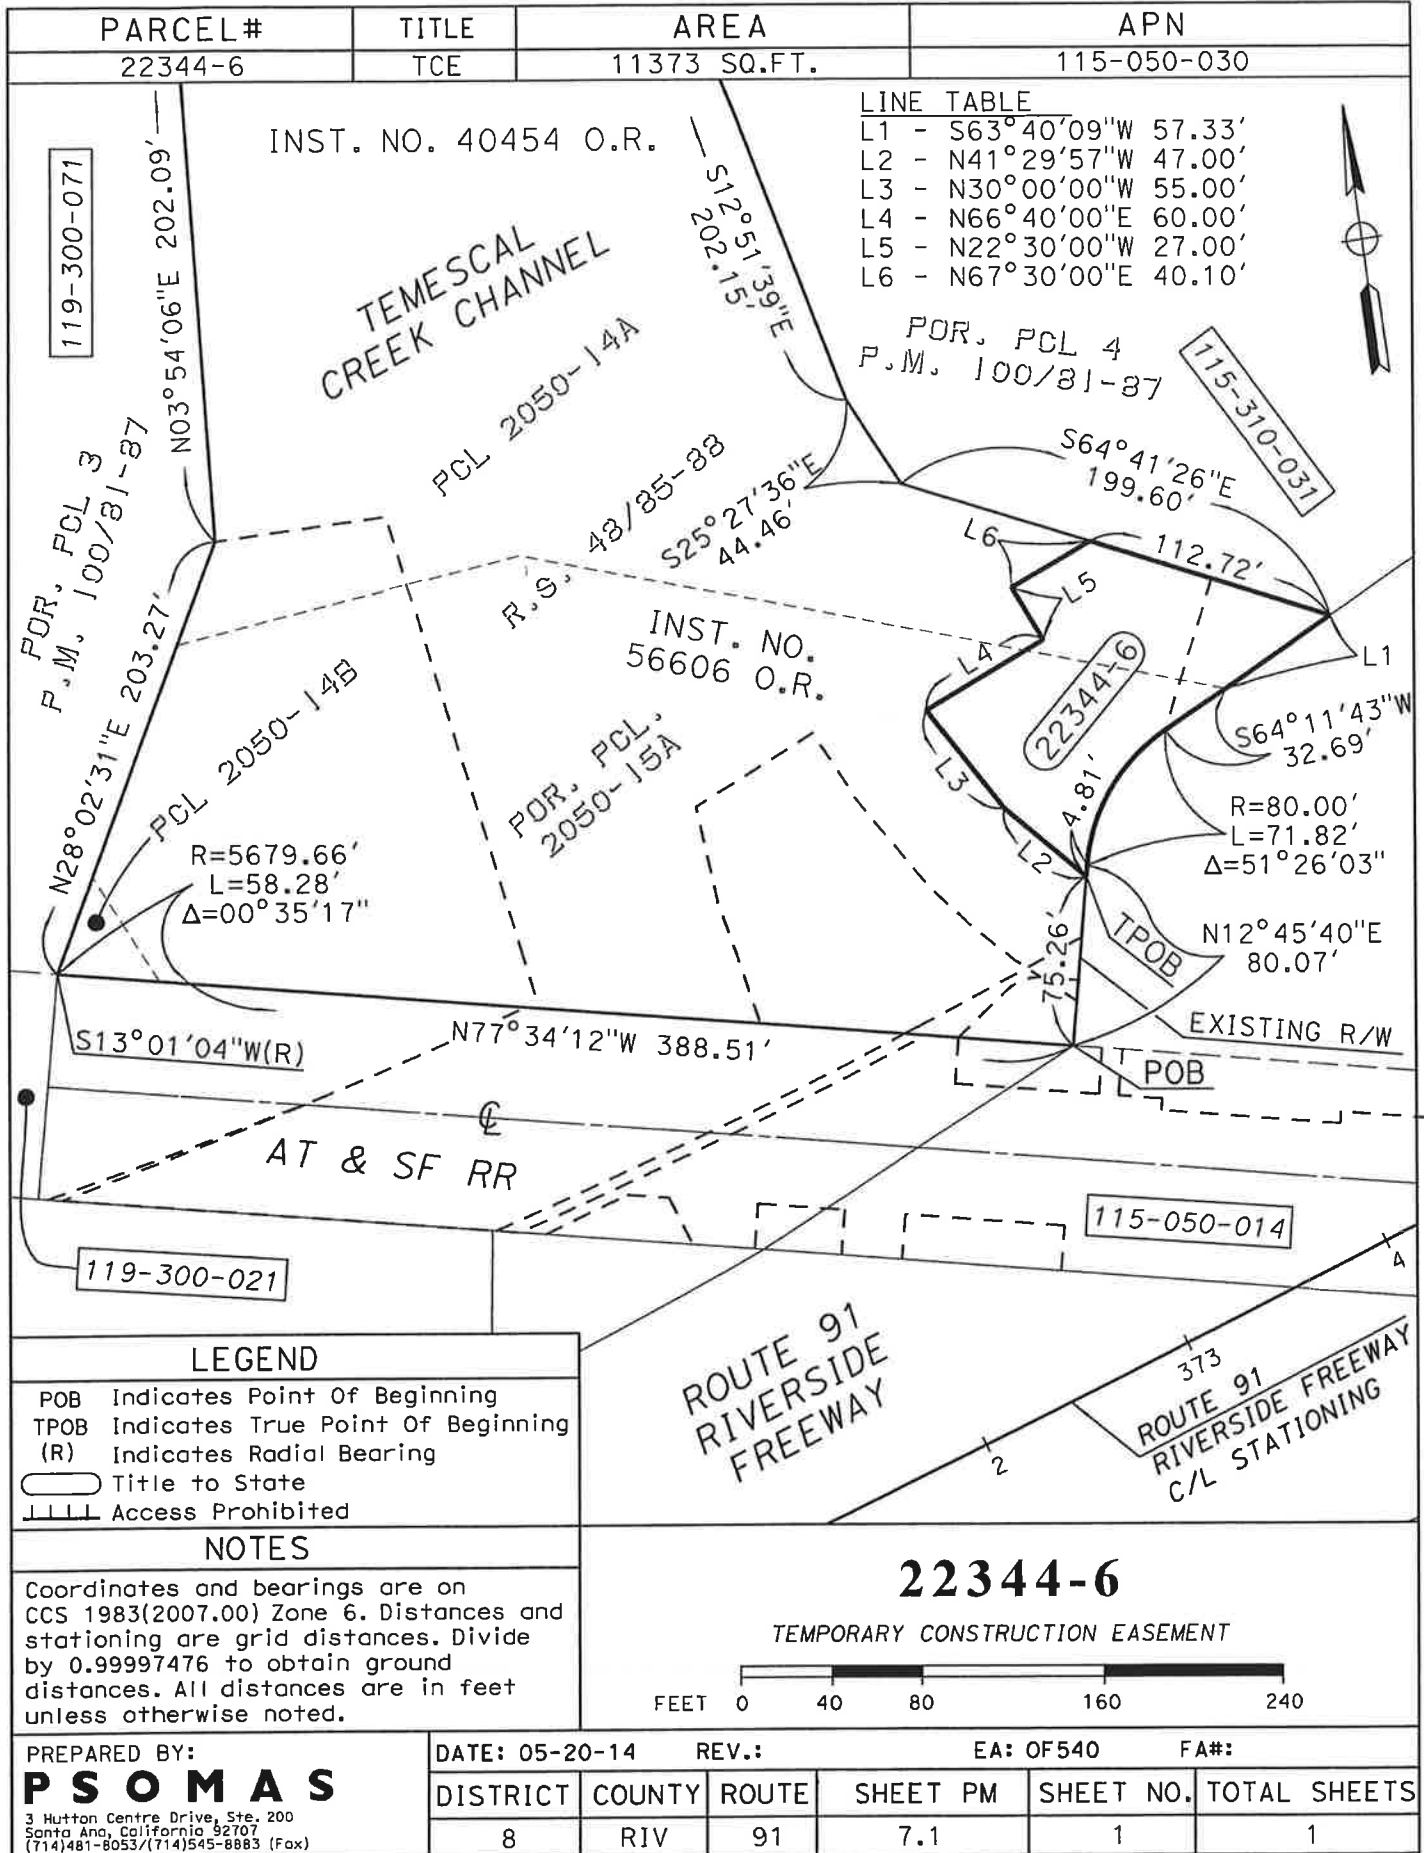 PARCEL# TITLE AREA APN
22344-6 TCE 11373 SQ.FT. 115-050-030
LINE TABLE
L1 - S63°40'09"W 57.33'
L2 - N41°29'57"W 47.00'
L3 - N30°00'00"W 55.00'
L4 - N66°40'00"E 60.00'
L5 - N22°30'00"W 27.00'
L6 - N67°30'00"E 40.10'
INST. NO. 40454 O.R.
119-300-071
N03°54'06"E 202.09'
S12°51'39"E
202.15'
TEMESCAL
CREEK CHANNEL
PCL 2050-14A
POR. PCL 4
P.M. 100/81-87
115-310-031
POR. PCL 3
P.M. 100/81-87
R.S. 48/85-88
S25°27'36"E
44.46'
S64°41'26"E
199.60'
112.72'
L6
L5
L4
L1
INST. NO.
56606 O.R.
22344-6
N28°02'31"E 203.27'
PCL 2050-14B
POR. PCL.
2050-15A
S64°11'43"W
32.69'
L3
4.81'
L2
R=80.00'
L=71.82'
Δ=51°26'03"
R=5679.66'
L=58.28'
Δ=00°35'17"
75.26'
TPOB
N12°45'40"E
80.07'
S13°01'04"W(R)
N77°34'12"W 388.51'
EXISTING R/W
POB
℄
AT & SF RR
115-050-014
119-300-021
4
373
2
ROUTE 91
RIVERSIDE
FREEWAY
ROUTE 91
RIVERSIDE FREEWAY
C/L STATIONING
LEGEND
POB Indicates Point Of Beginning
TPOB Indicates True Point Of Beginning
(R) Indicates Radial Bearing
Title to State
Access Prohibited
NOTES
Coordinates and bearings are on
CCS 1983(2007.00) Zone 6. Distances and
stationing are grid distances. Divide
by 0.99997476 to obtain ground
distances. All distances are in feet
unless otherwise noted.
22344-6
TEMPORARY CONSTRUCTION EASEMENT
FEET 0 40 80 160 240
PREPARED BY:
PSOMAS
3 Hutton Centre Drive, Ste. 200
Santa Ana, California 92707
(714)481-8053/(714)545-8883 (Fax)
DATE: 05-20-14 REV.: EA: OF540 FA#:
DISTRICT COUNTY ROUTE SHEET PM SHEET NO. TOTAL SHEETS
8 RIV 91 7.1 1 1